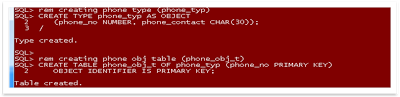 SQL> rem creating phone type (phone_typ)
SQL> CREATE TYPE phone_typ AS OBJECT
2 (phone_no NUMBER, phone_contact CHAR(30));
3 /
Type created.
SQL>
SQL> rem creating phone obj table (phone_obj_t)
SQL> CREATE TABLE phone_obj_t OF phone_typ (phone_no PRIMARY KEY)
2 OBJECT IDENTIFIER IS PRIMARY KEY;
Table created.